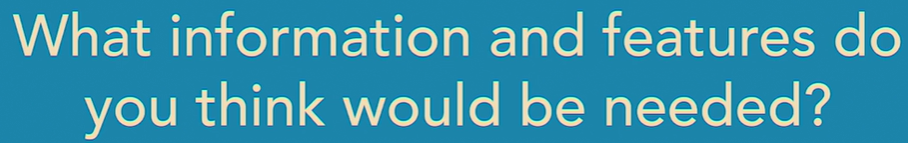 What information and features do
you think would be needed?